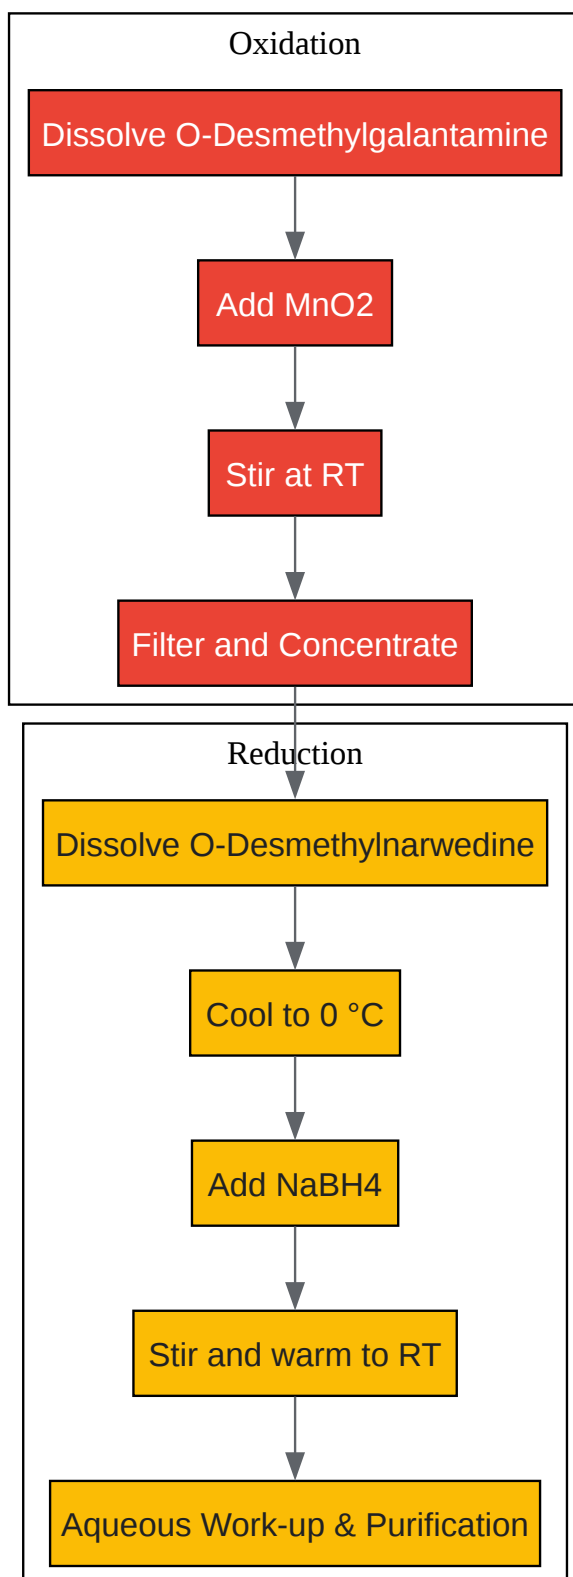 Oxidation
Dissolve O-Desmethylgalantamine
Add MnO2
Stir at RT
Filter and Concentrate
Reduction
Dissolve O-Desmethylnarwedine
Cool to 0 °C
Add NaBH4
Stir and warm to RT
Aqueous Work-up & Purification